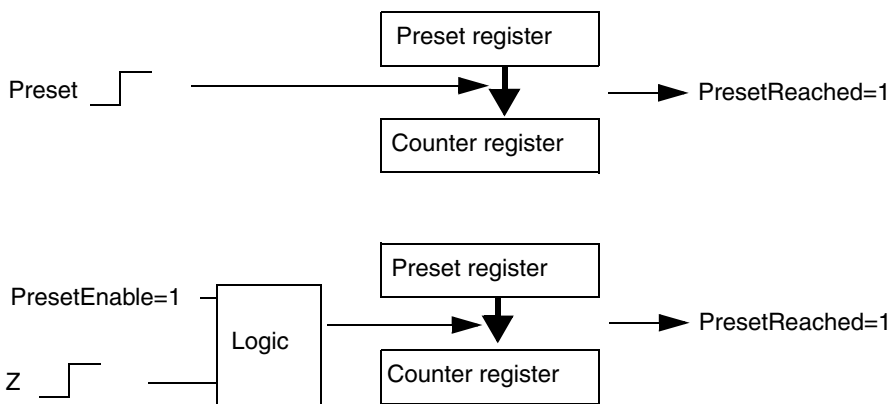 Preset register
Preset
PresetReached=1
Counter register
Preset register
PresetEnable=1
PresetReached=1
Logic
Counter register
Z